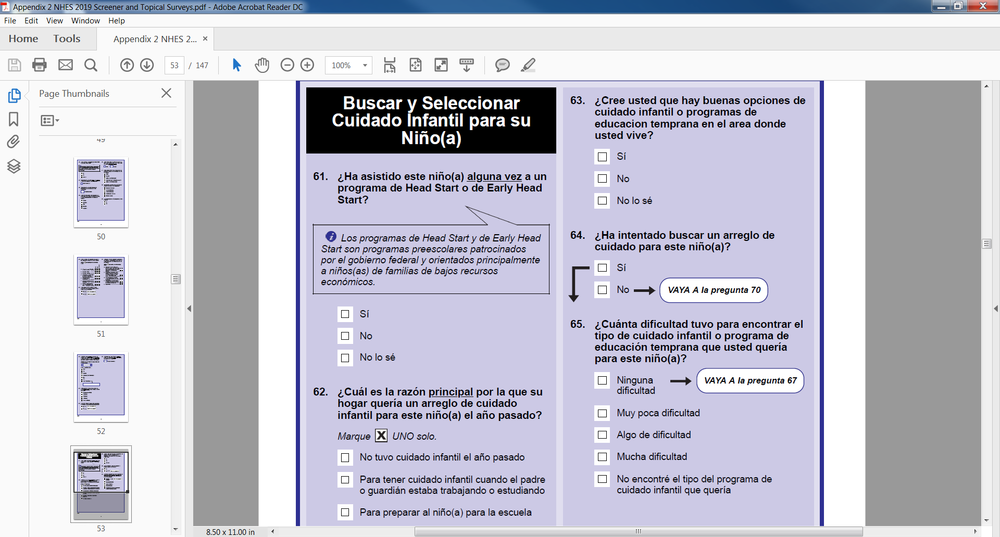 Appendix 2 NHES 2019 Screener and Topical Surveys.pdf - Adobe Acrobat Reader DC
File Edit View Window Help
Home Tools Appendix 2 NHES 2... ×
53 / 147 100%
Page Thumbnails
49
50
51
52
53
Buscar y Seleccionar
Cuidado Infantil para su
Niño(a)
61. ¿Ha asistido este niño(a) alguna vez a un
programa de Head Start o de Early Head
Start?
i Los programas de Head Start y de Early Head
Start son programas preescolares patrocinados
por el gobierno federal y orientados principalmente
a niños(as) de familias de bajos recursos
económicos.
Sí
No
No lo sé
62. ¿Cuál es la razón principal por la que su
hogar quería un arreglo de cuidado
infantil para este niño(a) el año pasado?
Marque X UNO solo.
No tuvo cuidado infantil el año pasado
Para tener cuidado infantil cuando el padre
o guardián estaba trabajando o estudiando
Para preparar al niño(a) para la escuela
63. ¿Cree usted que hay buenas opciones de
cuidado infantil o programas de
educacion temprana en el area donde
usted vive?
Sí
No
No lo sé
64. ¿Ha intentado buscar un arreglo de
cuidado para este niño(a)?
Sí
No VAYA A la pregunta 70
65. ¿Cuánta dificultad tuvo para encontrar el
tipo de cuidado infantil o programa de
educación temprana que usted quería
para este niño(a)?
Ninguna
dificultad VAYA A la pregunta 67
Muy poca dificultad
Algo de dificultad
Mucha dificultad
No encontré el tipo del programa de
cuidado infantil que quería
8.50 x 11.00 in